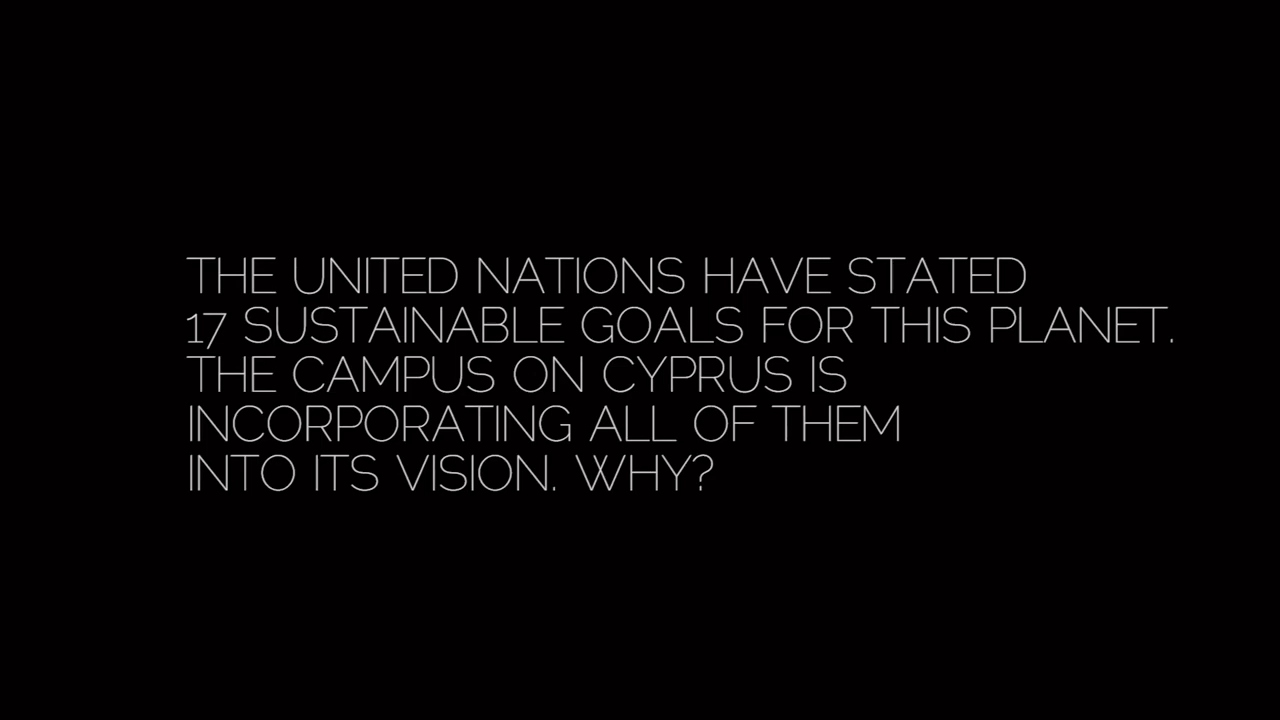 THE UNITED NATIONS HAVE STATED
17 SUSTAINABLE GOALS FOR THIS PLANET.
THE CAMPUS ON CYPRUS IS
INCORPORATING ALL OF THEM
INTO ITS VISION. WHY?